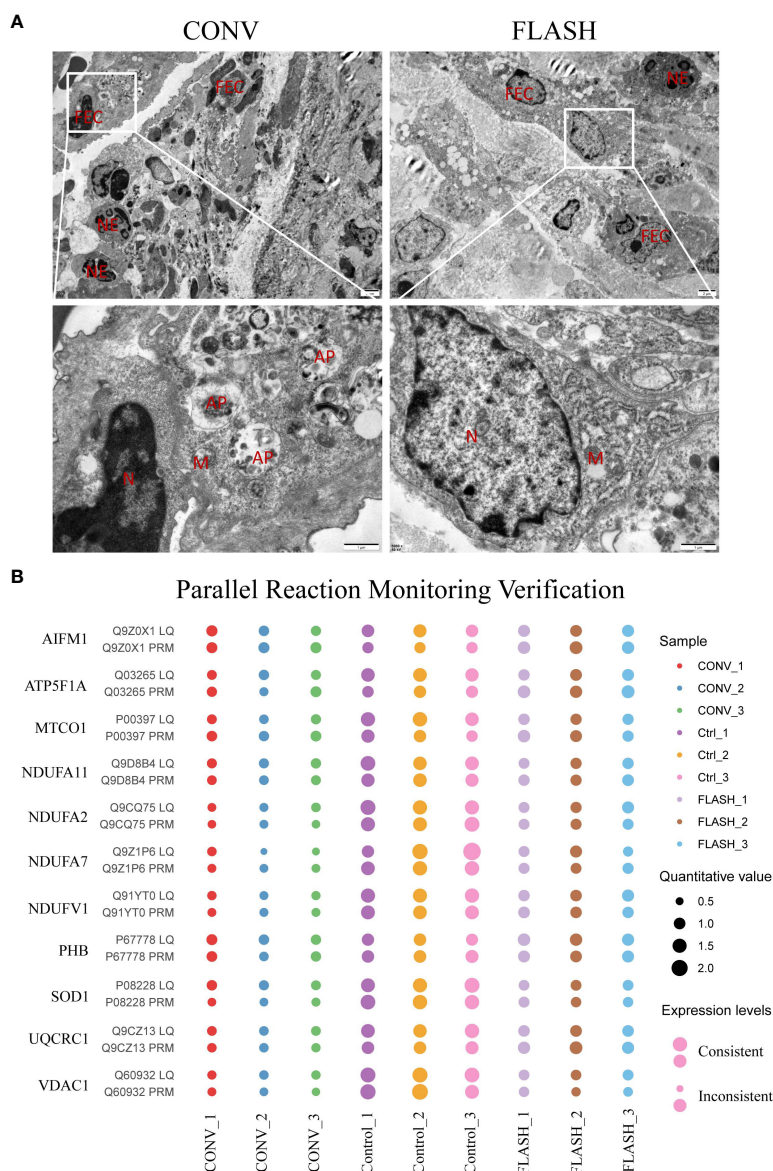 A
CONV
FLASH
FEC
FEC
FEC
NE
NE
NE
FEC
AP
AP
AP
M
N
N
M
1 μm
1 μm
B
Parallel Reaction Monitoring Verification
AIFM1
Q9Z0X1 LQ
Q9Z0X1 PRM
ATP5F1A
Q03265 LQ
Q03265 PRM
MTCO1
P00397 LQ
P00397 PRM
NDUFA11
Q9D8B4 LQ
Q9D8B4 PRM
NDUFA2
Q9CQ75 LQ
Q9CQ75 PRM
NDUFA7
Q9Z1P6 LQ
Q9Z1P6 PRM
NDUFV1
Q91YT0 LQ
Q91YT0 PRM
PHB
P67778 LQ
P67778 PRM
SOD1
P08228 LQ
P08228 PRM
UQCRC1
Q9CZ13 LQ
Q9CZ13 PRM
VDAC1
Q60932 LQ
Q60932 PRM
CONV_1
CONV_2
CONV_3
Control_1
Control_2
Control_3
FLASH_1
FLASH_2
FLASH_3
Sample
CONV_1
CONV_2
CONV_3
Ctrl_1
Ctrl_2
Ctrl_3
FLASH_1
FLASH_2
FLASH_3
Quantitative value
0.5
1.0
1.5
2.0
Expression levels
Consistent
Inconsistent